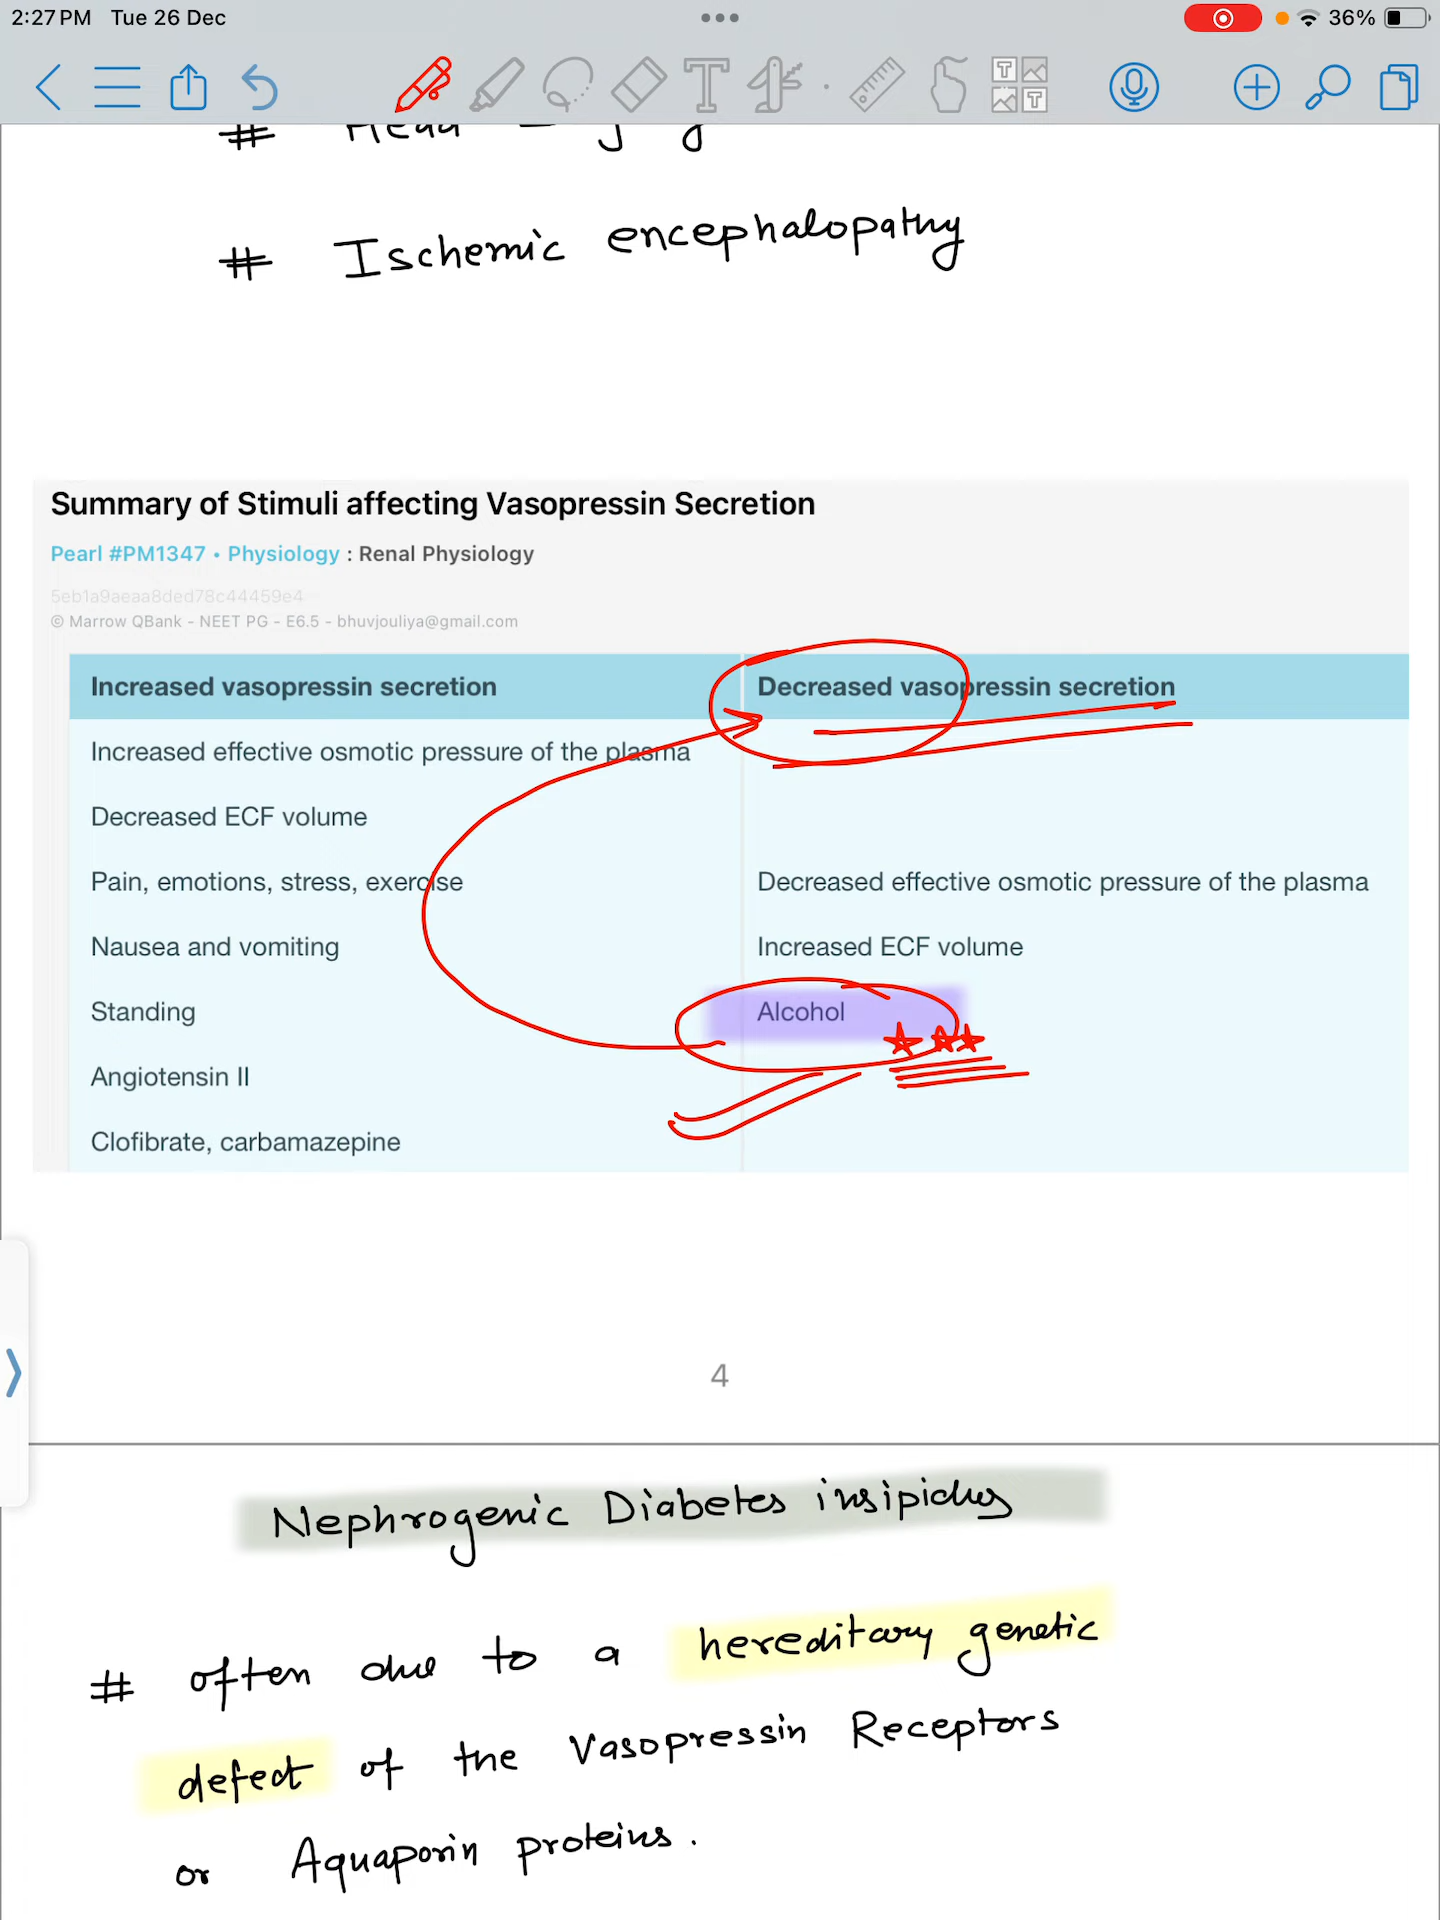 2:27 PM Tue 26 Dec
36%
# Head
# Ischemic encephalopathy
Summary of Stimuli affecting Vasopressin Secretion
Pearl #PM1347 • Physiology : Renal Physiology
5eb1a9aeaa8ded78c44459e4
© Marrow QBank - NEET PG - E6.5 - bhuvjouliya@gmail.com
Increased vasopressin secretion Decreased vasopressin secretion
Increased effective osmotic pressure of the plasma
Decreased ECF volume
Pain, emotions, stress, exercise Decreased effective osmotic pressure of the plasma
Nausea and vomiting Increased ECF volume
Standing Alcohol
Angiotensin II
Clofibrate, carbamazepine
4
Nephrogenic Diabetes insipidus
# often due to a hereditary genetic
defect of the Vasopressin Receptors
or Aquaporin proteins.